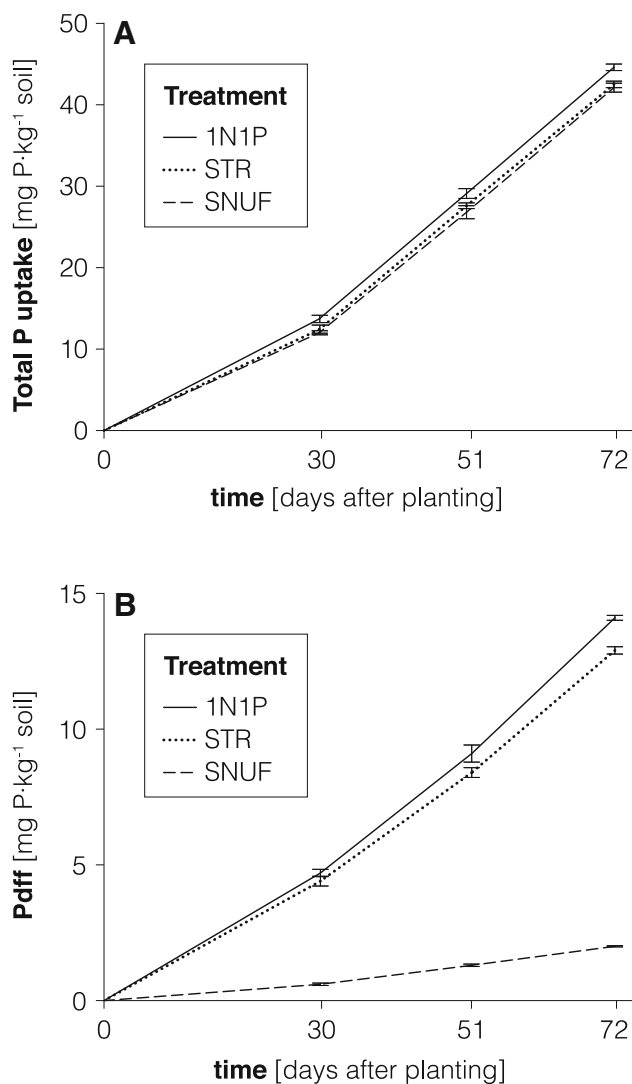 A
50
40
30
20
10
0
Total P uptake [mg P·kg⁻¹ soil]
Treatment
1N1P
STR
SNUF
0 30 51 72
time [days after planting]
B
15
10
5
0
Pdff [mg P·kg⁻¹ soil]
Treatment
1N1P
STR
SNUF
0 30 51 72
time [days after planting]